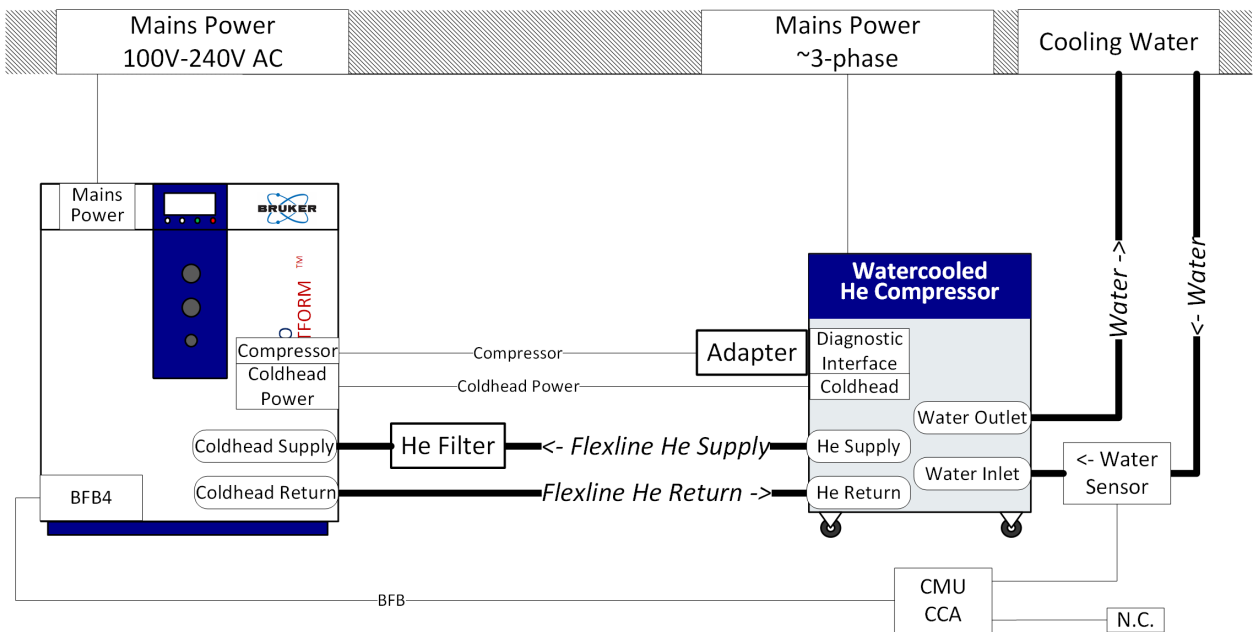 Mains Power
100V-240V AC
Mains Power
~3-phase
Cooling Water
Mains
Power
BRUKER
O
TFORM ™
Compressor
Coldhead
Power
Coldhead Supply
Coldhead Return
BFB4
Compressor
Coldhead Power
He Filter
<- Flexline He Supply
Flexline He Return ->
Adapter
Watercooled
He Compressor
Diagnostic
Interface
Coldhead
Water Outlet
He Supply
Water Inlet
He Return
Water ->
<- Water
<- Water
Sensor
BFB
CMU
CCA
N.C.